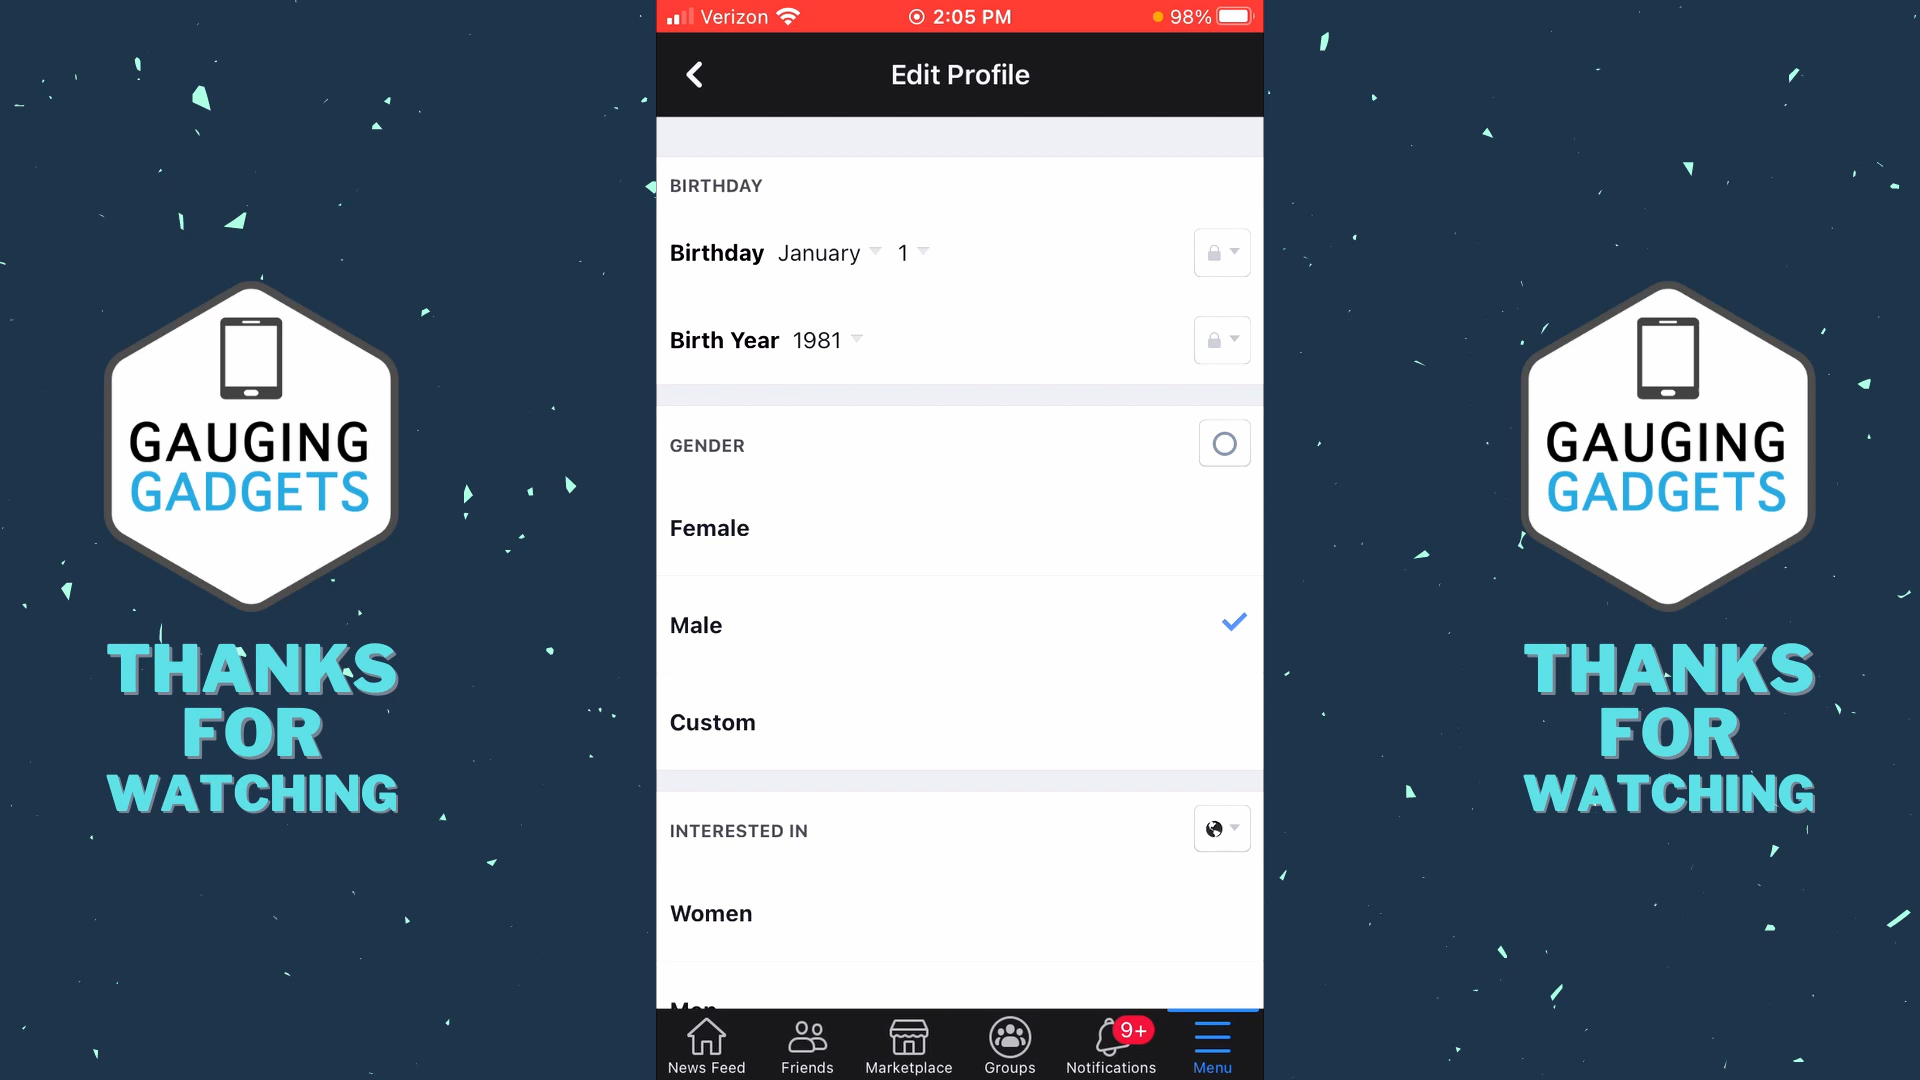 Verizon 2:05 PM 98%
Edit Profile
BIRTHDAY
Birthday January 1
Birth Year 1981
GENDER
Female
Male
Custom
INTERESTED IN
Women
Men
News Feed Friends Marketplace Groups 9+ Notifications Menu
GAUGING
GADGETS
THANKS
FOR
WATCHING
GAUGING
GADGETS
THANKS
FOR
WATCHING